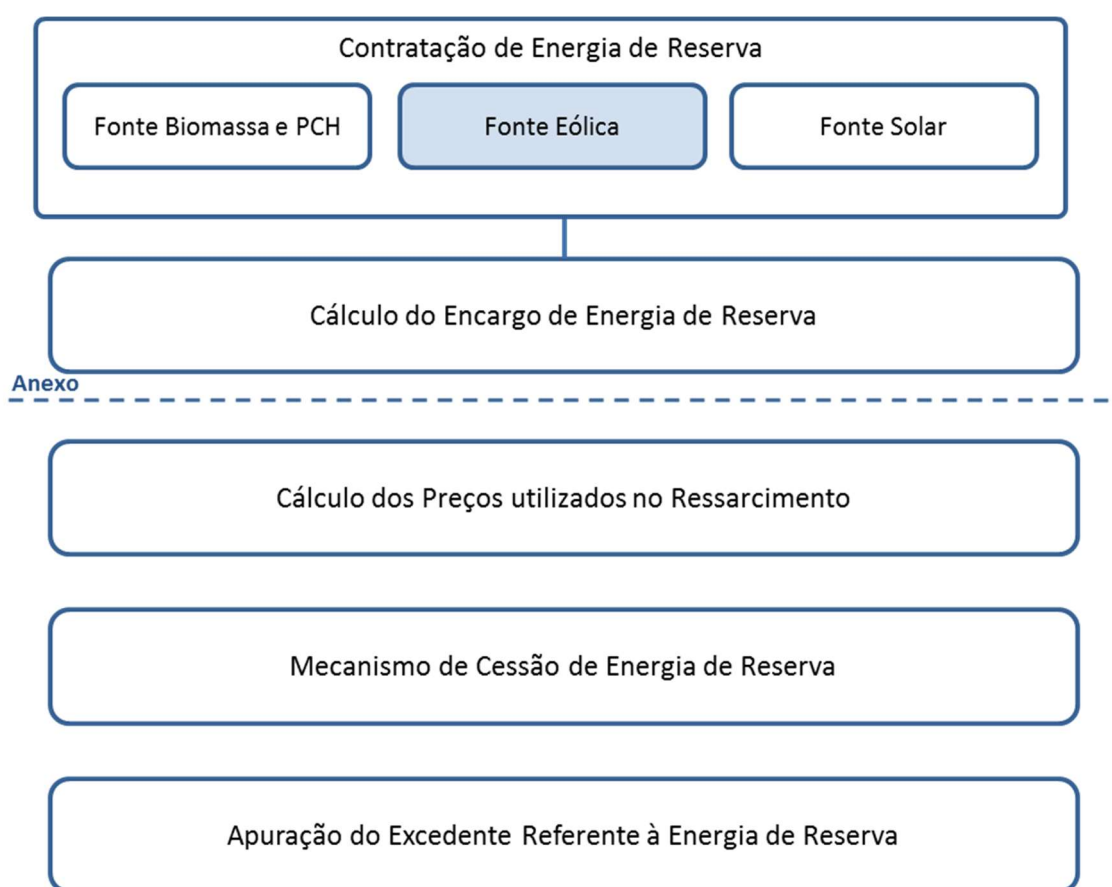 Contratação de Energia de Reserva
Fonte Biomassa e PCH
Fonte Eólica
Fonte Solar
Cálculo do Encargo de Energia de Reserva
Anexo
Cálculo dos Preços utilizados no Ressarcimento
Mecanismo de Cessão de Energia de Reserva
Apuração do Excedente Referente à Energia de Reserva